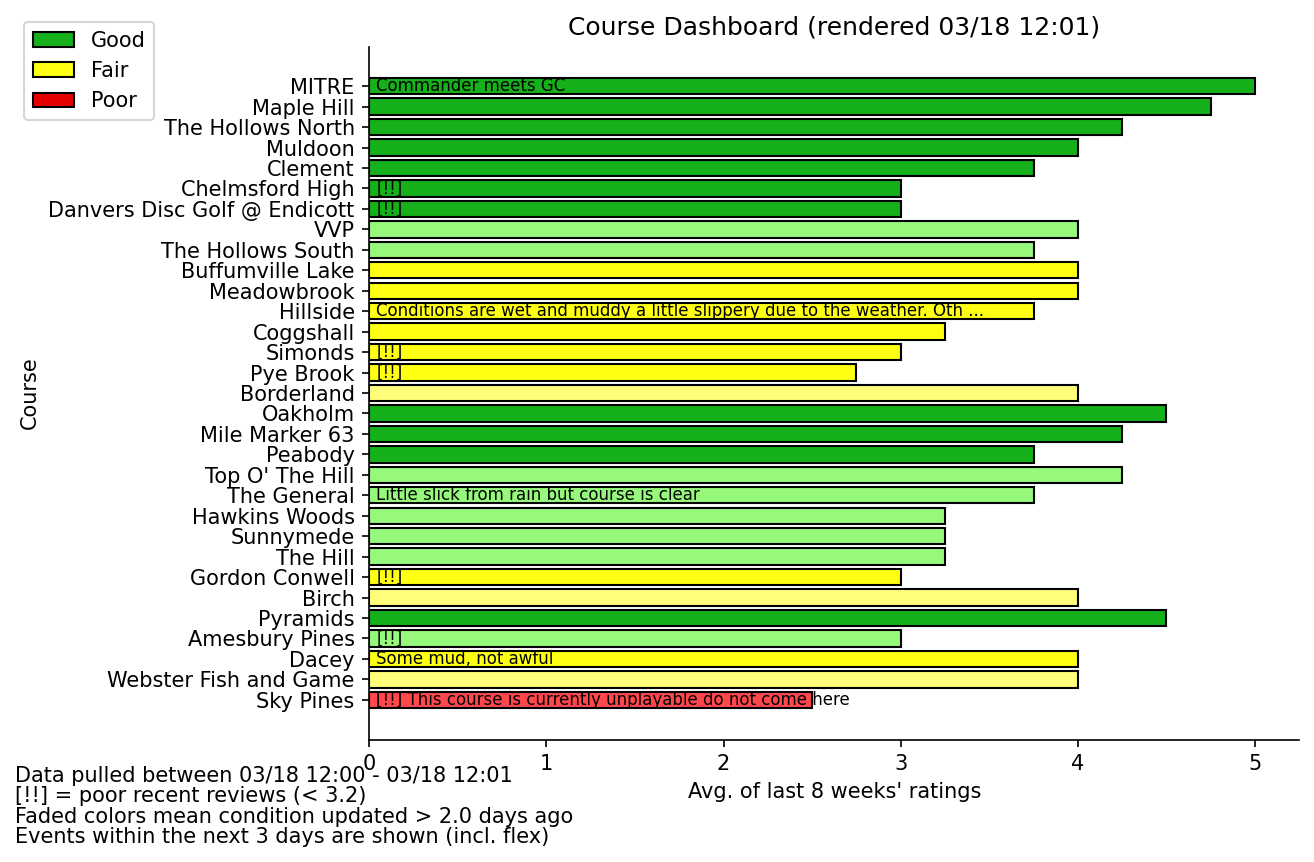 Course Dashboard (rendered 03/18 12:01)
Good
Fair
Poor
Course
MITRE Commander meets GC
Maple Hill
The Hollows North
Muldoon
Clement
Chelmsford High [!!]
Danvers Disc Golf @ Endicott [!!]
VVP
The Hollows South
Buffumville Lake
Meadowbrook
Hillside Conditions are wet and muddy a little slippery due to the weather. Oth ...
Coggshall
Simonds [!!]
Pye Brook [!!]
Borderland
Oakholm
Mile Marker 63
Peabody
Top O' The Hill
The General Little slick from rain but course is clear
Hawkins Woods
Sunnymede
The Hill
Gordon Conwell [!!]
Birch
Pyramids
Amesbury Pines [!!]
Dacey Some mud, not awful
Webster Fish and Game
Sky Pines [!!] This course is currently unplayable do not come here
0 1 2 3 4 5
Avg. of last 8 weeks' ratings
Data pulled between 03/18 12:00 - 03/18 12:01
[!!] = poor recent reviews (< 3.2)
Faded colors mean condition updated > 2.0 days ago
Events within the next 3 days are shown (incl. flex)